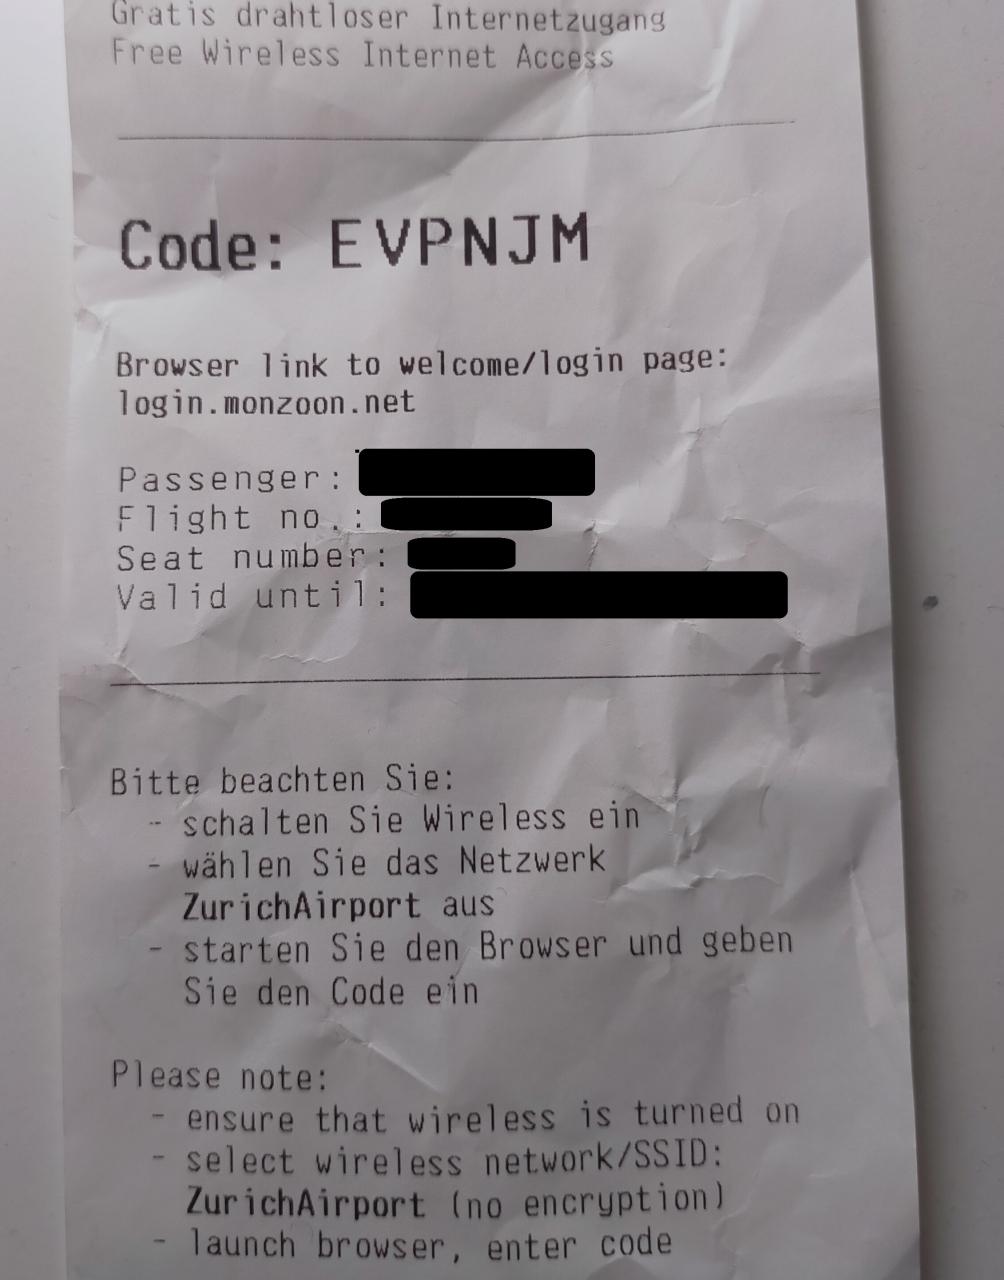 Gratis drahtloser Internetzugang
Free Wireless Internet Access
Code: EVPNJM
Browser link to welcome/login page:
login.monzoon.net
Passenger:
Flight no.:
Seat number:
Valid until:
Bitte beachten Sie:
- schalten Sie Wireless ein
- wählen Sie das Netzwerk
ZurichAirport aus
- starten Sie den Browser und geben
Sie den Code ein
Please note:
- ensure that wireless is turned on
- select wireless network/SSID:
ZurichAirport (no encryption)
- launch browser, enter code